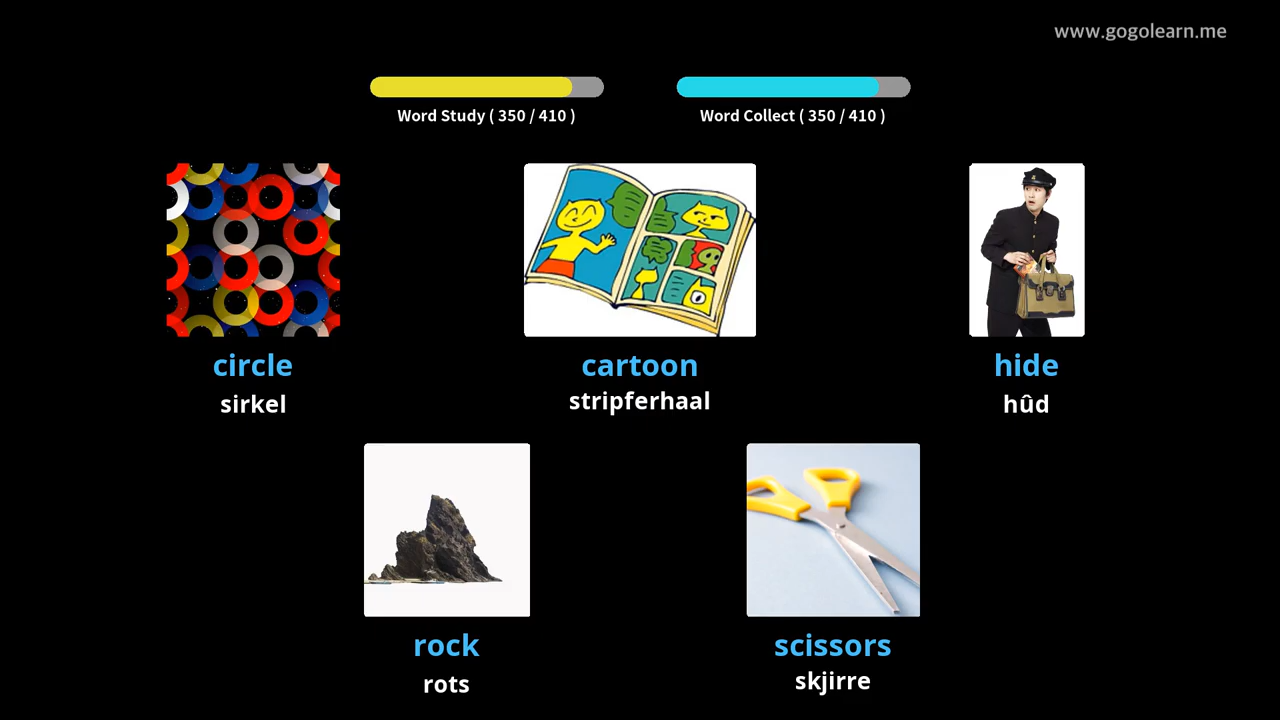 www.gogolearn.me
Word Study ( 350 / 410 )
Word Collect ( 350 / 410 )
circle
sirkel
cartoon
stripferhaal
hide
hûd
rock
rots
scissors
skjirre